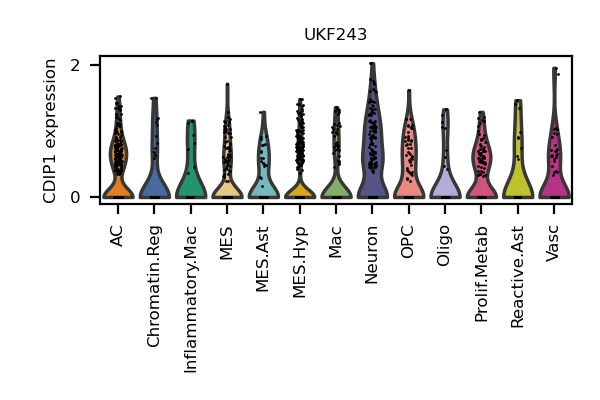 UKF243
CDIP1 expression
2
0
AC
Chromatin.Reg
Inflammatory.Mac
MES
MES.Ast
MES.Hyp
Mac
Neuron
OPC
Oligo
Prolif.Metab
Reactive.Ast
Vasc